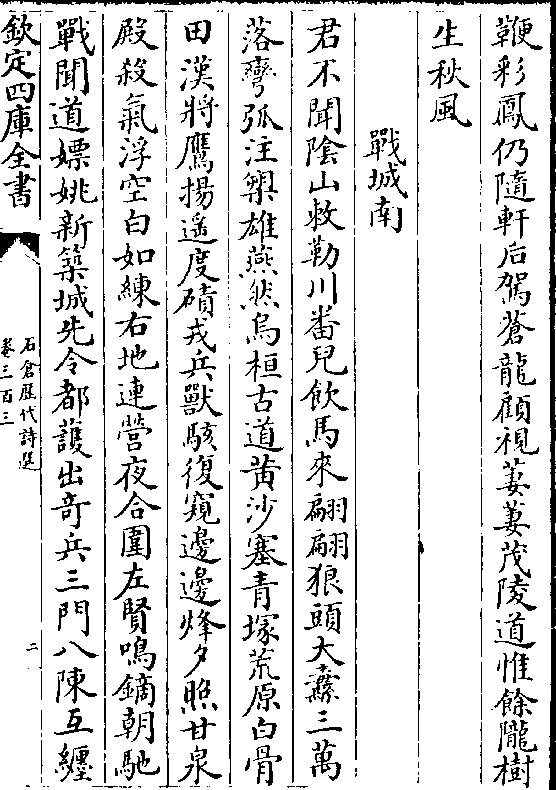 鞭彩鳳仍隨軒后駕蒼龍顧視萋萋茂陵道惟餘隴樹
生秋風
戰城南
君不聞陰山敕勒川番兒飲馬來翩翩狼頭大纛三萬
落彎弧注槊雄燕然烏桓古道黄沙塞青塚荒原白骨
田漢將鷹揚遥度磧戎兵獸駭復窺邊邊烽夕照甘泉
殿殺氣浮空白如練右地連營夜合圍左賢鳴鏑朝馳
戰聞道嫖姚新築城先令都護出竒兵三門八陳互纒
欽定四庫全書
石倉歴代詩選
卷三百三
二